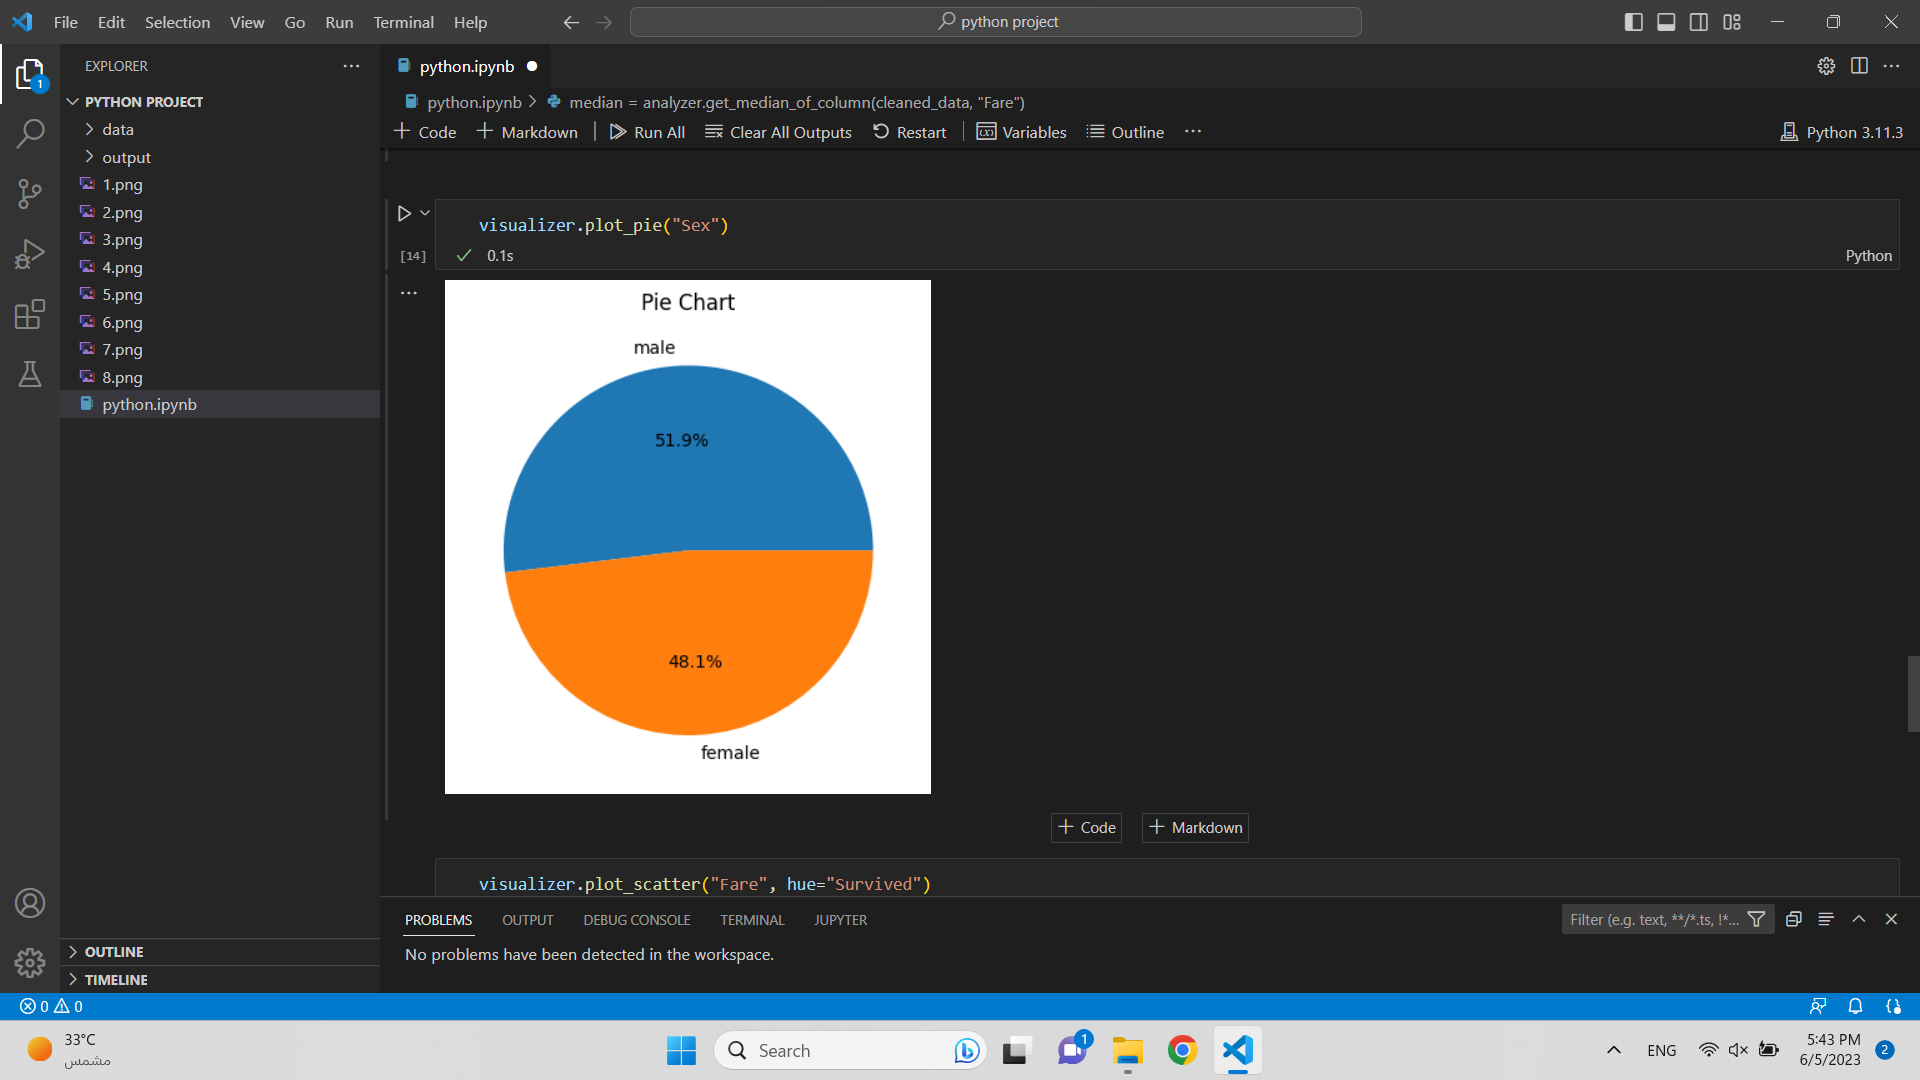 File Edit Selection View Go Run Terminal Help
python project
EXPLORER
PYTHON PROJECT
data
output
1.png
2.png
3.png
4.png
5.png
6.png
7.png
8.png
python.ipynb
OUTLINE
TIMELINE
1
python.ipynb
python.ipynb > median = analyzer.get_median_of_column(cleaned_data, "Fare")
+ Code + Markdown Run All Clear All Outputs Restart Variables Outline ... Python 3.11.3
visualizer.plot_pie("Sex")
[14] 0.1s Python
Pie Chart
male
51.9%
48.1%
female
+ Code + Markdown
visualizer.plot_scatter("Fare", hue="Survived")
PROBLEMS OUTPUT DEBUG CONSOLE TERMINAL JUPYTER Filter (e.g. text, **/*.ts, !*...
No problems have been detected in the workspace.
0 0
33°C
مشمس
Search
1
ENG
5:43 PM
6/5/2023
2